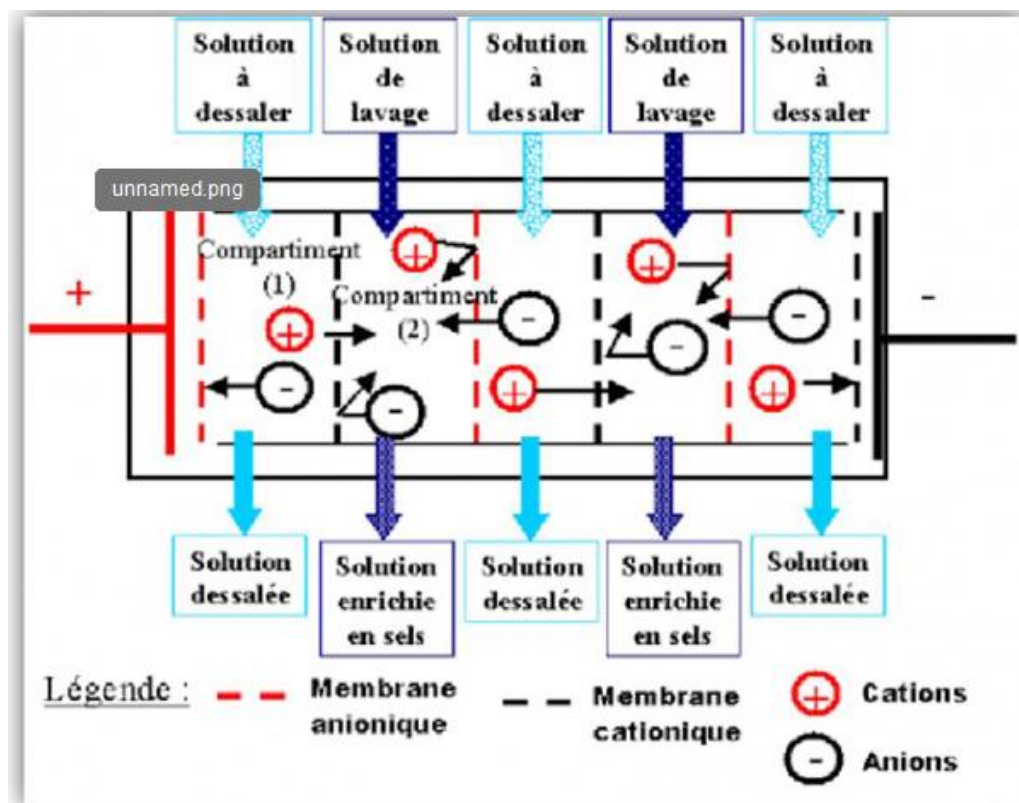 Solution
à
dessaler
Solution
de
lavage
Solution
à
dessaler
Solution
de
lavage
Solution
à
dessaler
unnamed.png
+
-
Compartiment
(1)
Compartiment
(2)
+
-
+
-
-
+
+
-
-
+
Solution
dessalée
Solution
enrichie
en sels
Solution
dessalée
Solution
enrichie
en sels
Solution
dessalée
Légende :
Membrane
anionique
Membrane
cationique
+ Cations
- Anions